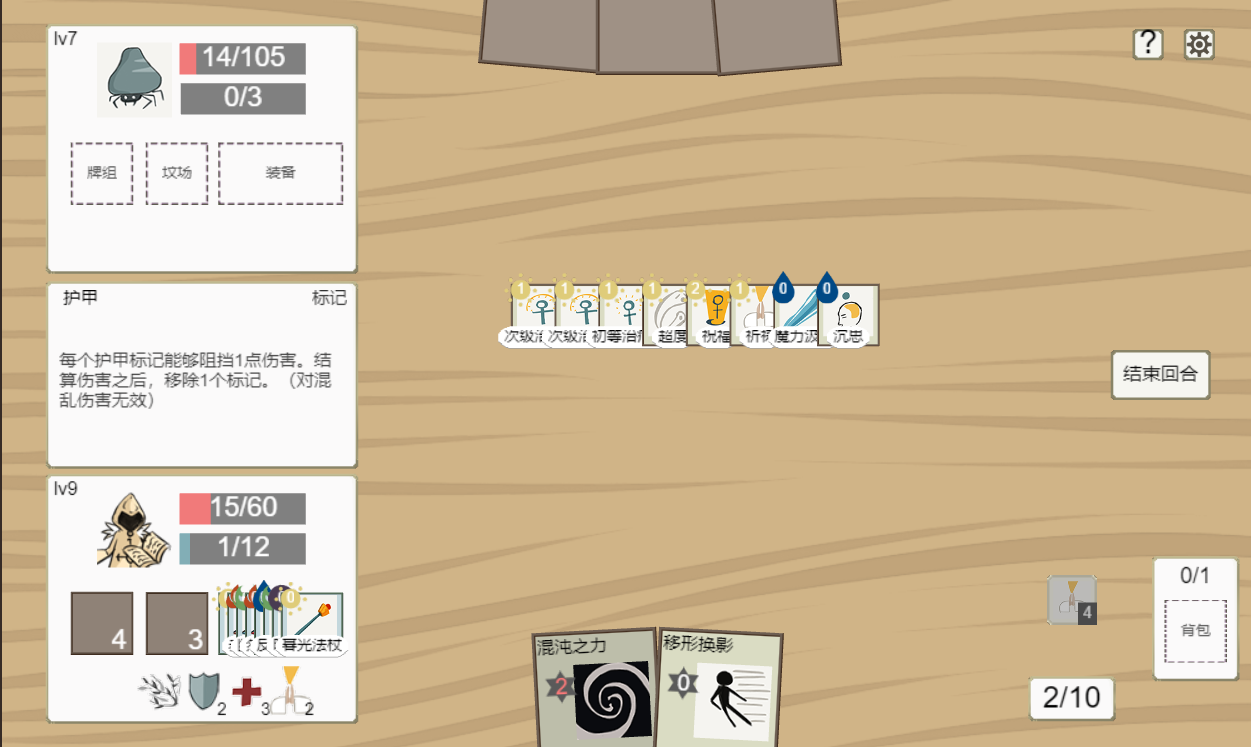 lv7
14/105
0/3
牌组
坟场
装备
?
护甲
标记
每个护甲标记能够阻挡1点伤害。结
算伤害之后，移除1个标记。（对混
乱伤害无效）
1
1
1
1
2
1
0
0
次级治
次级治
初等治疗
超度
祝福
祈祷
魔力汲
沉思
结束回合
lv9
15/60
1/12
4
3
0
暮光法杖
2
3
2
混沌之力
2
移形换影
0
4
0/1
背包
2/10